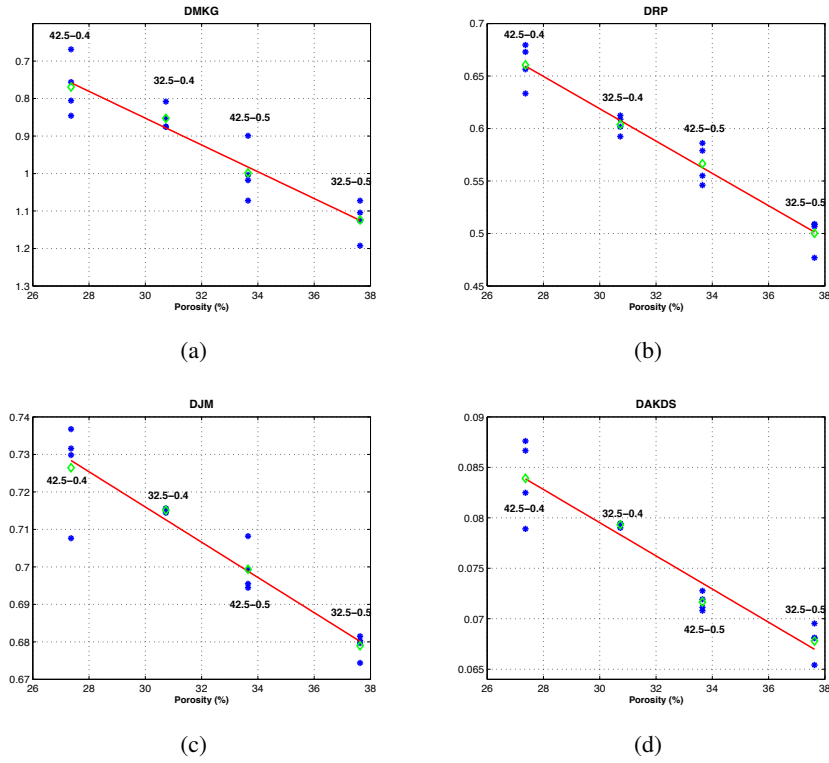 DMKG
42.5−0.4
32.5−0.4
42.5−0.5
32.5−0.5
0.7
0.8
0.9
1
1.1
1.2
1.3
26 28 30 32 34 36 38
Porosity (%)
(a)
DRP
42.5−0.4
32.5−0.4
42.5−0.5
32.5−0.5
0.7
0.65
0.6
0.55
0.5
0.45
26 28 30 32 34 36 38
Porosity (%)
(b)
DJM
42.5−0.4
32.5−0.4
42.5−0.5
32.5−0.5
0.74
0.73
0.72
0.71
0.7
0.69
0.68
0.67
26 28 30 32 34 36 38
Porosity (%)
(c)
DAKDS
42.5−0.4
32.5−0.4
42.5−0.5
32.5−0.5
0.09
0.085
0.08
0.075
0.07
0.065
26 28 30 32 34 36 38
Porosity (%)
(d)